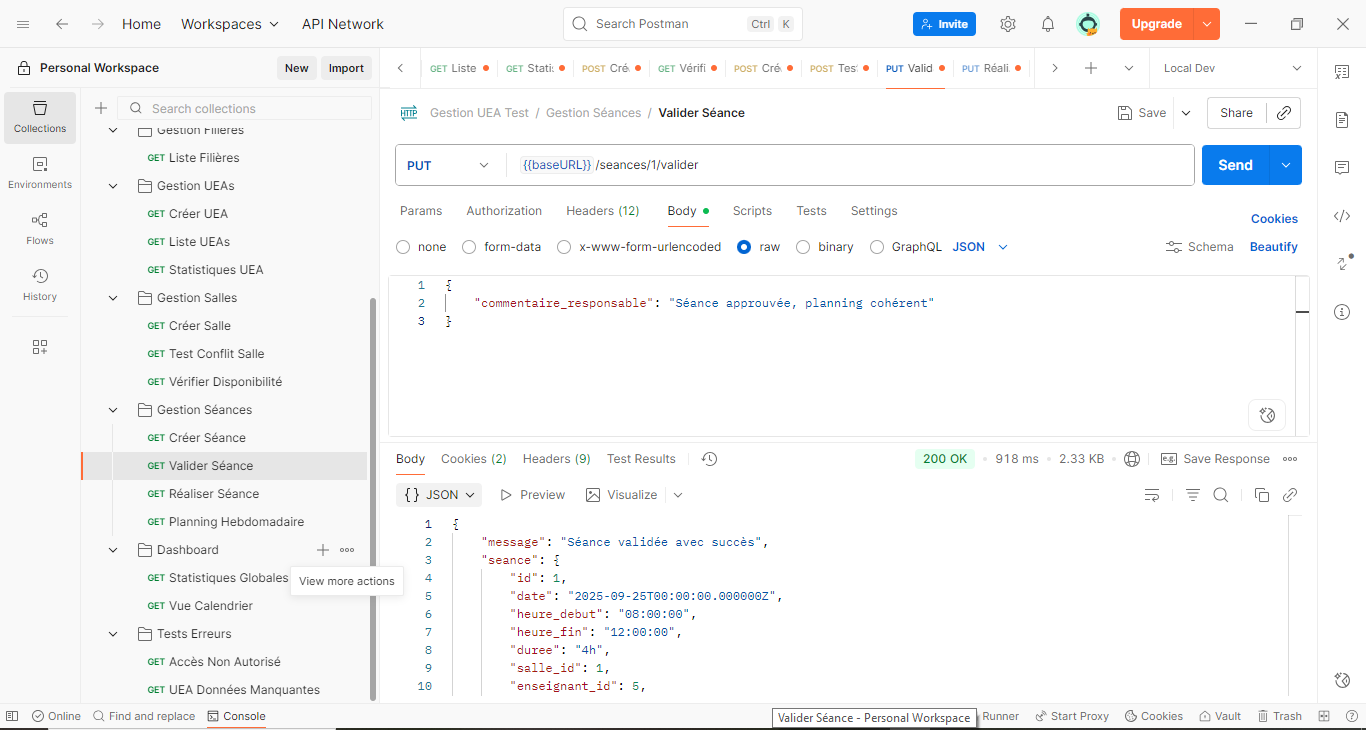 Home Workspaces API Network Search Postman Ctrl K Invite Upgrade
Personal Workspace New Import
GET Liste GET Statis POST Cré GET Vérifi POST Cré POST Tes PUT Valid PUT Réali Local Dev
Collections
Environments
Flows
History
Search collections
Gestion Filières
GET Liste Filières
Gestion UEAs
GET Créer UEA
GET Liste UEAs
GET Statistiques UEA
Gestion Salles
GET Créer Salle
GET Test Conflit Salle
GET Vérifier Disponibilité
Gestion Séances
GET Créer Séance
GET Valider Séance
GET Réaliser Séance
GET Planning Hebdomadaire
Dashboard
GET Statistiques Globales
View more actions
GET Vue Calendrier
Tests Erreurs
GET Accès Non Autorisé
GET UEA Données Manquantes
HTTP Gestion UEA Test / Gestion Séances / Valider Séance Save Share
PUT {{baseURL}}/seances/1/valider Send
Params Authorization Headers (12) Body Scripts Tests Settings Cookies
none form-data x-www-form-urlencoded raw binary GraphQL JSON Schema Beautify
1 {
2 "commentaire_responsable": "Séance approuvée, planning cohérent"
3 }
Body Cookies (2) Headers (9) Test Results 200 OK 918 ms 2.33 KB e.g. Save Response
{} JSON Preview Visualize
1 {
2 "message": "Séance validée avec succès",
3 "seance": {
4 "id": 1,
5 "date": "2025-09-25T00:00:00.000000Z",
6 "heure_debut": "08:00:00",
7 "heure_fin": "12:00:00",
8 "duree": "4h",
9 "salle_id": 1,
10 "enseignant_id": 5,
Online Find and replace Console Valider Séance - Personal Workspace Runner Start Proxy Cookies Vault Trash